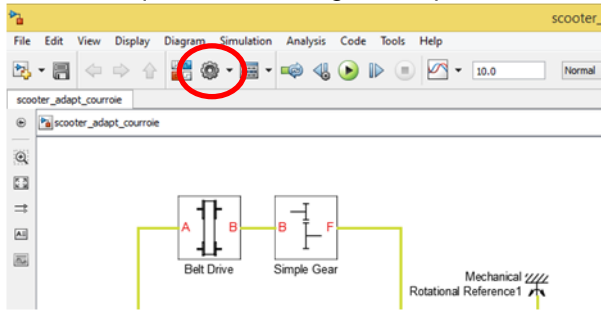 scooter_
File Edit View Display Diagram Simulation Analysis Code Tools Help
10.0 Normal
scooter_adapt_courroie
scooter_adapt_courroie
A B B F
Belt Drive Simple Gear
Mechanical
Rotational Reference1